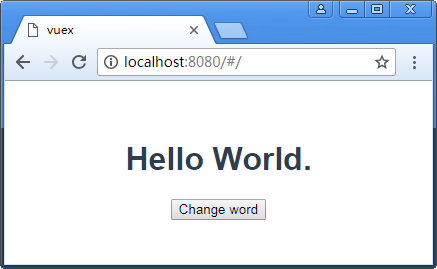 vuex
localhost:8080/#/
Hello World.
Change word